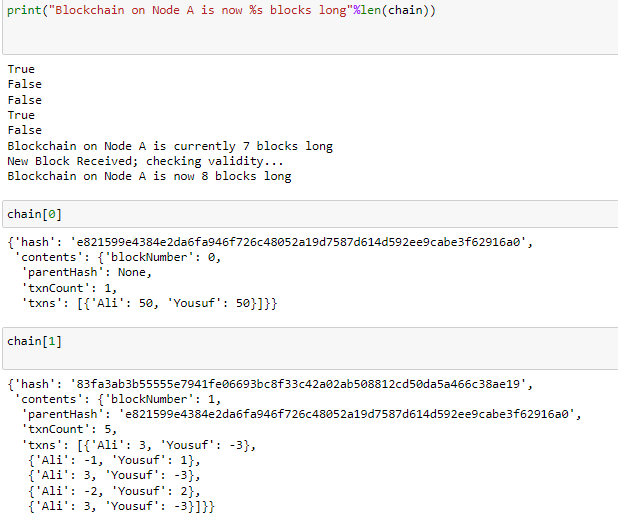 print("Blockchain on Node A is now %s blocks long"%len(chain))
True
False
False
True
False
Blockchain on Node A is currently 7 blocks long
New Block Received; checking validity...
Blockchain on Node A is now 8 blocks long
chain[0]
{'hash': 'e821599e4384e2da6fa946f726c48052a19d7587d614d592ee9cabe3f62916a0',
'contents': {'blockNumber': 0,
'parentHash': None,
'txnCount': 1,
'txns': [{'Ali': 50, 'Yousuf': 50}]}}
chain[1]
{'hash': '83fa3ab3b55555e7941fe06693bc8f33c42a02ab508812cd50da5a466c38ae19',
'contents': {'blockNumber': 1,
'parentHash': 'e821599e4384e2da6fa946f726c48052a19d7587d614d592ee9cabe3f62916a0',
'txnCount': 5,
'txns': [{'Ali': 3, 'Yousuf': -3},
{'Ali': -1, 'Yousuf': 1},
{'Ali': 3, 'Yousuf': -3},
{'Ali': -2, 'Yousuf': 2},
{'Ali': 3, 'Yousuf': -3}]}}